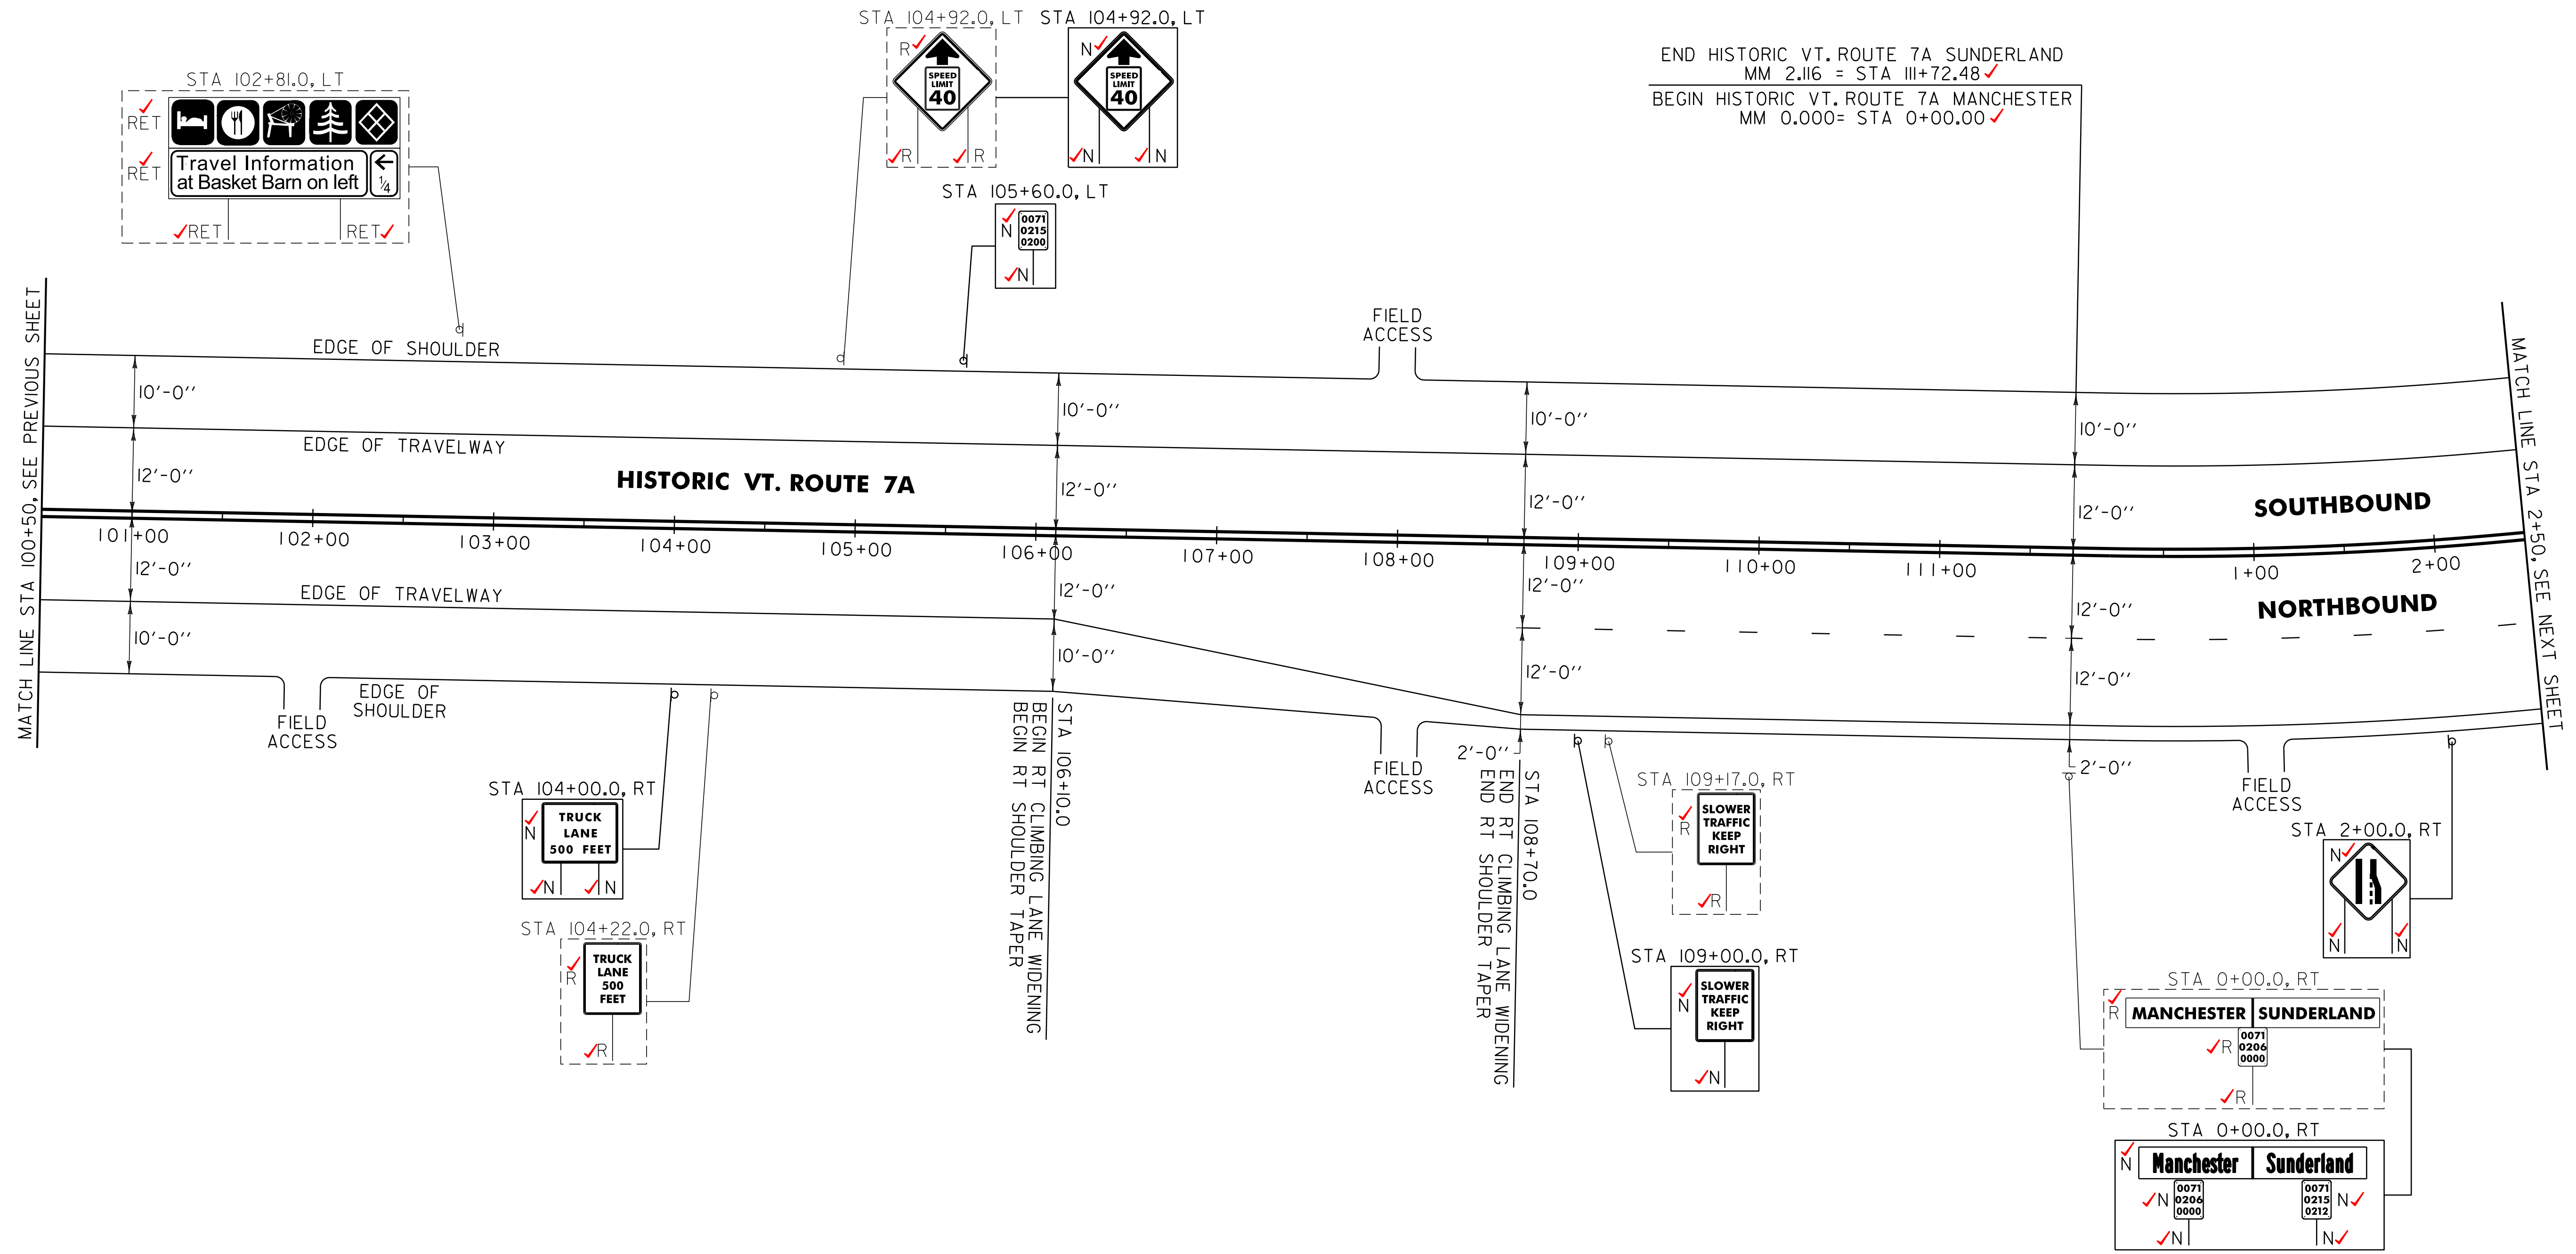 STA 104+92.0, LT
STA 104+92.0, LT
R
SPEED
LIMIT
40
R
R
N
SPEED
LIMIT
40
N
N
END HISTORIC VT. ROUTE 7A SUNDERLAND
MM 2.116 = STA 111+72.48
BEGIN HISTORIC VT. ROUTE 7A MANCHESTER
MM 0.000= STA 0+00.00
STA 102+81.0, LT
RET
RET
Travel Information
at Basket Barn on left
1/4
RET
RET
STA 105+60.0, LT
N
0071
0215
0200
N
MATCH LINE STA 100+50, SEE PREVIOUS SHEET
EDGE OF SHOULDER
FIELD
ACCESS
10'-0''
10'-0''
10'-0''
10'-0''
EDGE OF TRAVELWAY
12'-0''
HISTORIC VT. ROUTE 7A
12'-0''
12'-0''
12'-0''
SOUTHBOUND
101+00
102+00
103+00
104+00
105+00
106+00
107+00
108+00
109+00
110+00
111+00
1+00
2+00
12'-0''
EDGE OF TRAVELWAY
12'-0''
12'-0''
12'-0''
NORTHBOUND
10'-0''
10'-0''
12'-0''
12'-0''
MATCH LINE STA 2+50, SEE NEXT SHEET
FIELD
ACCESS
EDGE OF
SHOULDER
STA 106+10.0
BEGIN RT CLIMBING LANE WIDENING
BEGIN RT SHOULDER TAPER
FIELD
ACCESS
2'-0''
STA 108+70.0
END RT CLIMBING LANE WIDENING
END RT SHOULDER TAPER
2'-0''
FIELD
ACCESS
STA 104+00.0, RT
N
TRUCK
LANE
500 FEET
N
N
STA 104+22.0, RT
R
TRUCK
LANE
500
FEET
R
STA 109+17.0, RT
R
SLOWER
TRAFFIC
KEEP
RIGHT
R
STA 109+00.0, RT
N
SLOWER
TRAFFIC
KEEP
RIGHT
N
STA 2+00.0, RT
N
N
N
STA 0+00.0, RT
R
MANCHESTER SUNDERLAND
R
0071
0206
0000
R
STA 0+00.0, RT
N
Manchester Sunderland
N
0071
0206
0000
N
0071
0215
0212
N
N